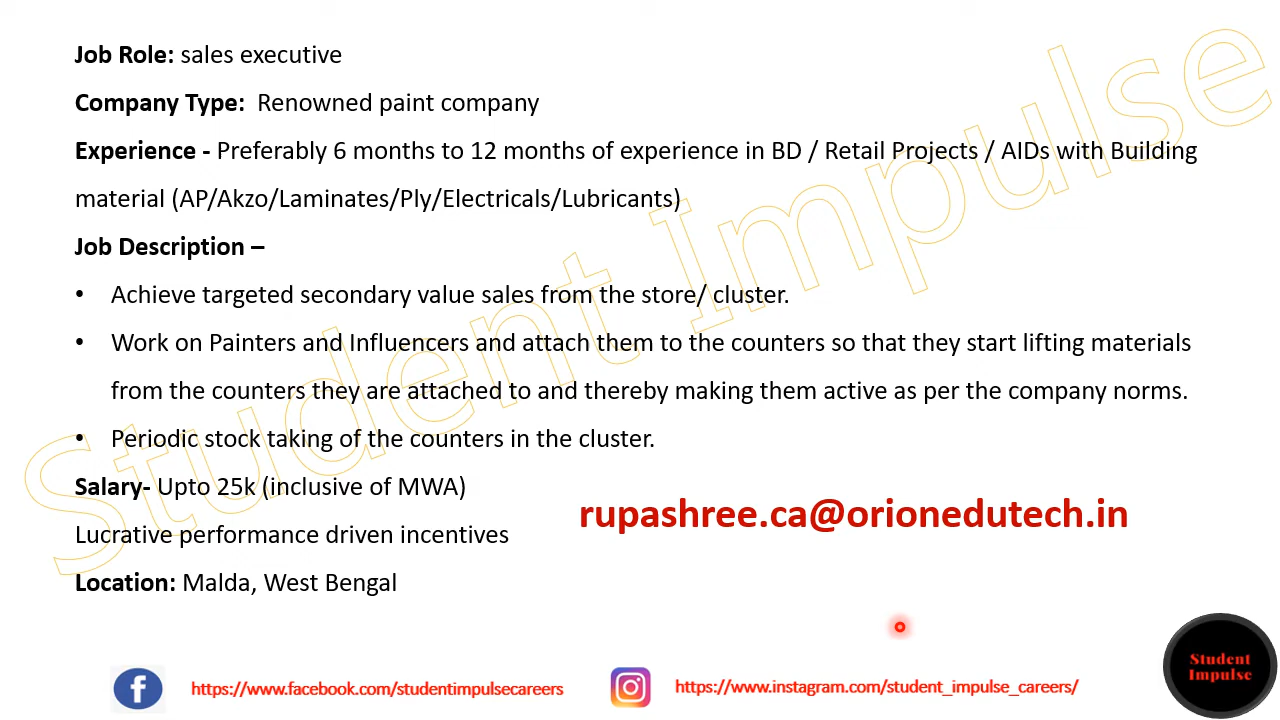 Job Role: sales executive
Company Type:  Renowned paint company
Experience - Preferably 6 months to 12 months of experience in BD / Retail Projects / AIDs with Building
material (AP/Akzo/Laminates/Ply/Electricals/Lubricants)
Job Description –
• Achieve targeted secondary value sales from the store/ cluster.
• Work on Painters and Influencers and attach them to the counters so that they start lifting materials
from the counters they are attached to and thereby making them active as per the company norms.
• Periodic stock taking of the counters in the cluster.
Salary- Upto 25k (inclusive of MWA)
rupashree.ca@orionedutech.in
Lucrative performance driven incentives
Location: Malda, West Bengal
Student Impulse
https://www.facebook.com/studentimpulsecareers
https://www.instagram.com/student_impulse_careers/
Student
Impulse